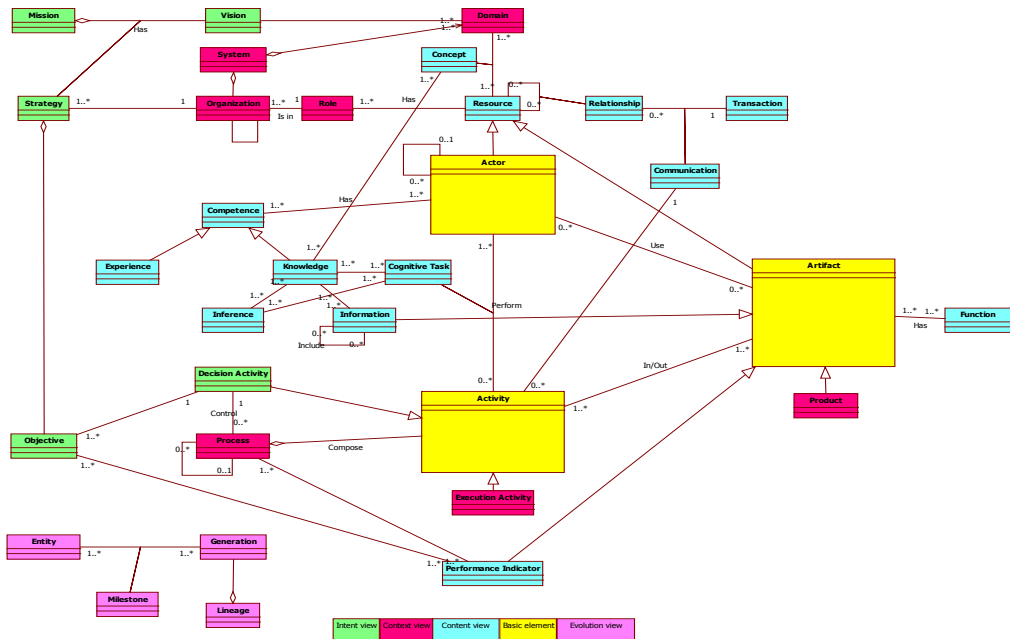 Mission
Vision
Domain
Has
1..*
1..*
System
1..*
Concept
1..*
1..*
Strategy
1..*
1
Organization
1..*
1
Is in
Role
1..*
Has
Resource
0..*
0..*
Relationship
0..*
1
Transaction
0..1
Actor
0..*
1..*
Has
Communication
1
Competence
1..*
1..*
0..*
Use
Experience
1..*
Knowledge
1..*
1..*
Cognitive Task
1..*
1..*
1..*
1..*
1..*
Artifact
0..*
Perform
Inference
1..*
Information
0..*
0..*
Include
1..*
1..*
Has
Function
1..*
In/Out
Decision Activity
1
1
Control
0..*
0..*
0..*
Activity
1..*
Product
Objective
1..*
1..*
Process
0..*
0..1
1..*
Compose
Execution Activity
Entity
1..*
1..*
Generation
1..*
1..*
Performance Indicator
Milestone
Lineage
Intent view
Context view
Content view
Basic element
Evolution view